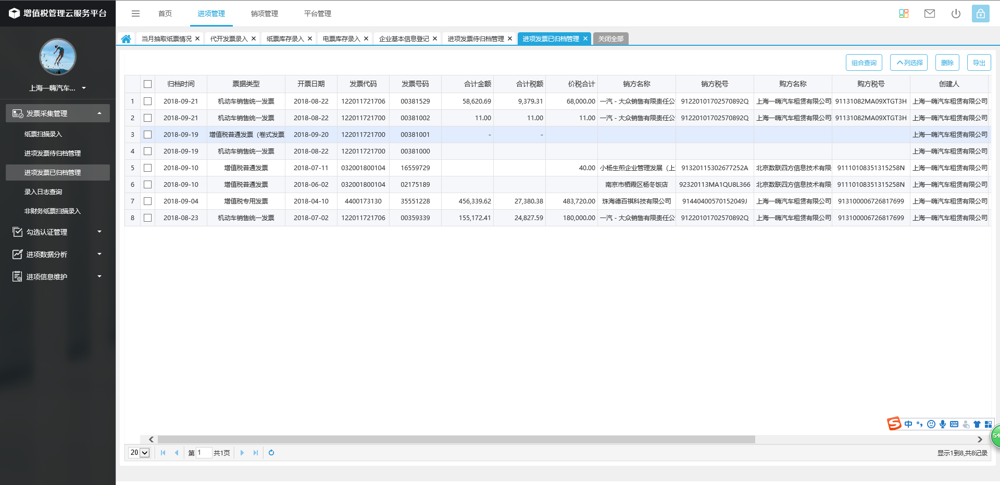 增值税管理云服务平台
首页 进项管理 销项管理 平台管理
当月抽取纸票情况 代开发票录入 纸票库存录入 电票库存录入 企业基本信息登记 进项发票待归档管理 进项发票已归档管理 关闭全部
上海一嗨汽车...
发票采集管理
纸票扫描录入
进项发票待归档管理
进项发票已归档管理
录入日志查询
非财务纸票扫描录入
勾选认证管理
进项数据分析
进项信息维护
组合查询 列选择 删除 导出
归档时间 票据类型 开票日期 发票代码 发票号码 合计金额 合计税额 价税合计 销方名称 销方税号 购方名称 购方税号 创建人
1 2018-09-21 机动车销售统一发票 2018-08-22 122011721706 00381529 58,620.69 9,379.31 68,000.00 一汽－大众销售有限责任公 91220101702570892Q 上海一嗨汽车租赁有限公司 91131082MA09XTGT3H 上海一嗨汽车租赁有限公司
2 2018-09-21 机动车销售统一发票 2018-08-22 122011721700 00381002 11.00 11.00 11.00 一汽－大众销售有限责任公 91220101702570892Q 上海一嗨汽车租赁有限公司 91131082MA09XTGT3H 上海一嗨汽车租赁有限公司
3 2018-09-19 增值税普通发票（卷式发票 2018-09-20 122011721700 00381001 - - 上海一嗨汽车租赁有限公司
4 2018-09-19 机动车销售统一发票 2018-08-22 122011721700 00381000 上海一嗨汽车租赁有限公司
5 2018-09-10 增值税普通发票 2018-07-11 032001800104 16559729 40.00 小杨生煎企业管理发展（上 91320115302677252A 北京数联四方信息技术有限 91110108351315258N 上海一嗨汽车租赁有限公司
6 2018-09-10 增值税普通发票 2018-06-02 032001800104 02175189 南京市栖霞区杨冬饭店 92320113MA1QU8L366 北京数联四方信息技术有限 91110108351315258N 上海一嗨汽车租赁有限公司
7 2018-09-04 增值税专用发票 2018-04-10 4400173130 35551228 456,339.62 27,380.38 483,720.00 珠海德百祺科技有限公司 91440400570152049J 上海一嗨汽车租赁有限公司 913100006726817699 上海一嗨汽车租赁有限公司
8 2018-08-23 机动车销售统一发票 2018-07-02 122011721706 00359339 155,172.41 24,827.59 180,000.00 一汽－大众销售有限责任公 91220101702570892Q 上海一嗨汽车租赁有限公司 913100006726817699 上海一嗨汽车租赁有限公司
中
54
20 第 1 共1页 显示1到8,共8记录